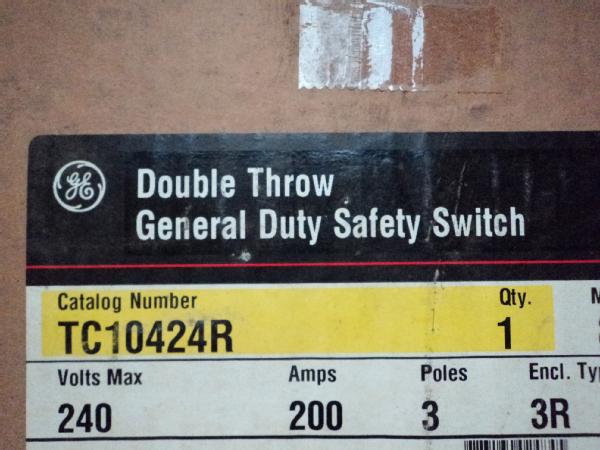 GE
Double Throw
General Duty Safety Switch
Catalog Number Qty.
TC10424R 1
Volts Max Amps Poles Encl.
240 200 3 3R